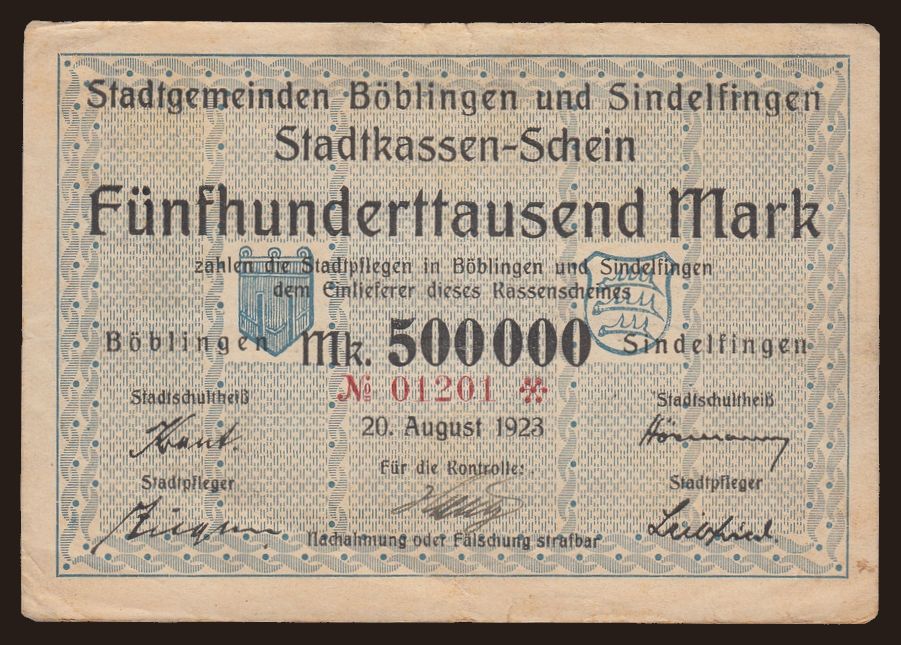 Stadtgemeinden Böblingen und Sindelfingen
Stadtkassen-Schein
Fünfhunderttausend Mark
zahlen die Stadtpflegen in Böblingen und Sindelfingen
dem Einlieferer dieses Kassenscheines
Böblingen Mk. 500000 Sindelfingen
№ 01201
Stadtschultheiß Stadtschultheiß
20. August 1923
Hörmann
Für die Kontrolle:
Stadtpfleger Stadtpfleger
Leibfried.
Nachahmung oder Fälschung strafbar